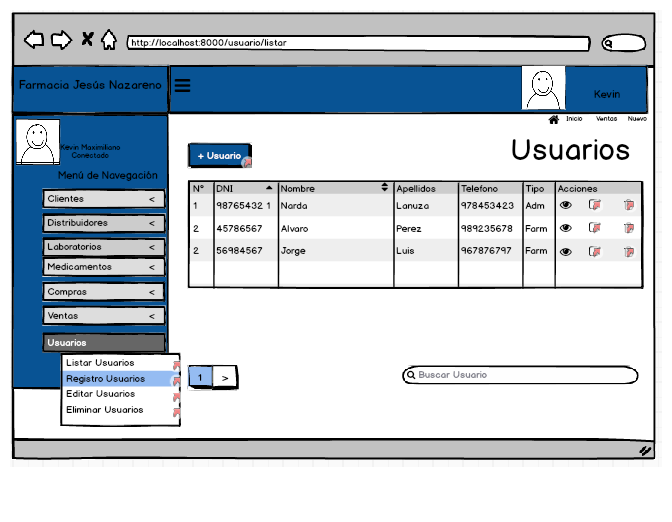 http://localhost:8000/usuario/listar
Farmacia Jesús Nazareno
Kevin
Inicio Ventas Nuevo
Kevin Maximiliano
Conectado
Menú de Navegación
+ Usuario
Usuarios
Clientes <
Distribuidores <
Laboratorios <
Medicamentos <
Compras <
Ventas <
Usuarios
Listar Usuarios
Registro Usuarios
Editar Usuarios
Eliminar Usuarios
N° DNI Nombre Apellidos Telefono Tipo Acciones
1 98765432 1 Narda Lanuza 978453423 Adm
2 45786567 Alvaro Perez 989235678 Farm
2 56984567 Jorge Luis 967876797 Farm
1 >
Buscar Usuario